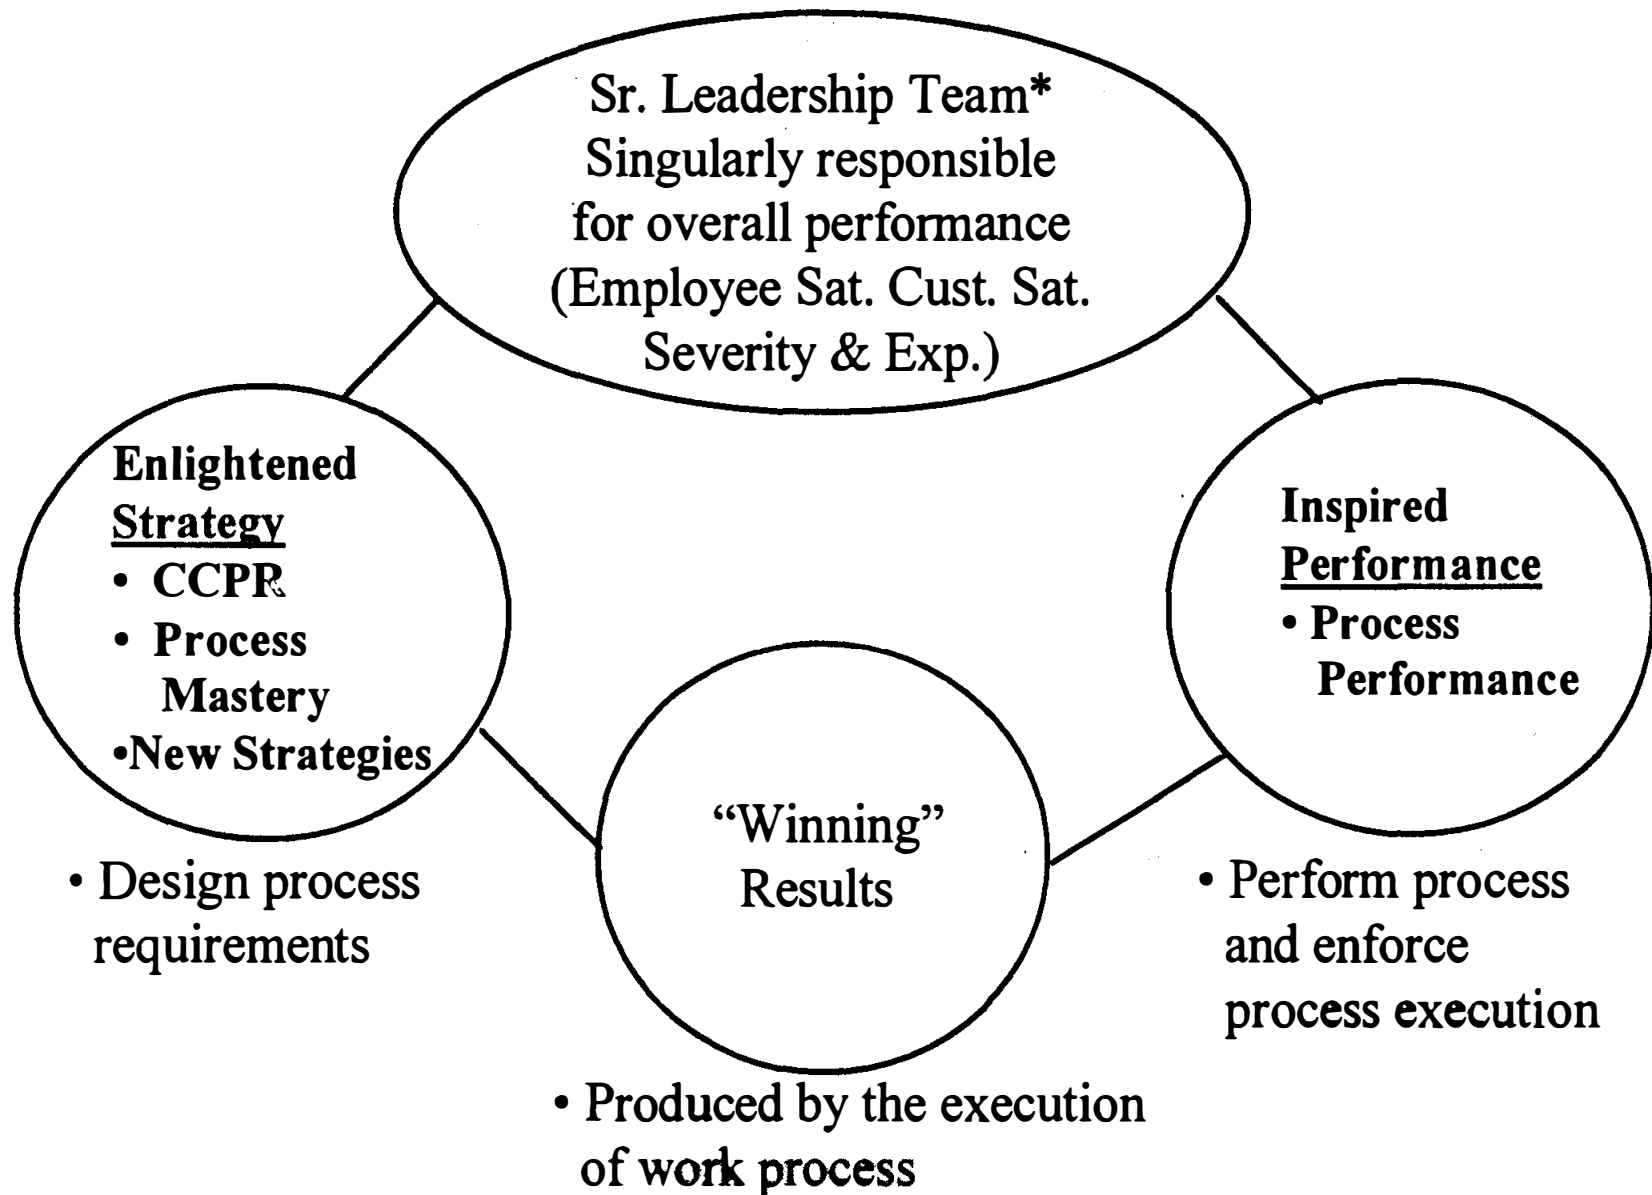 Sr. Leadership Team*
Singularly responsible
for overall performance
(Employee Sat. Cust. Sat.
Severity & Exp.)
Enlightened
Strategy
• CCPR
• Process
Mastery
•New Strategies
• Design process
requirements
Inspired
Performance
• Process
Performance
• Perform process
and enforce
process execution
“Winning”
Results
• Produced by the execution
of work process